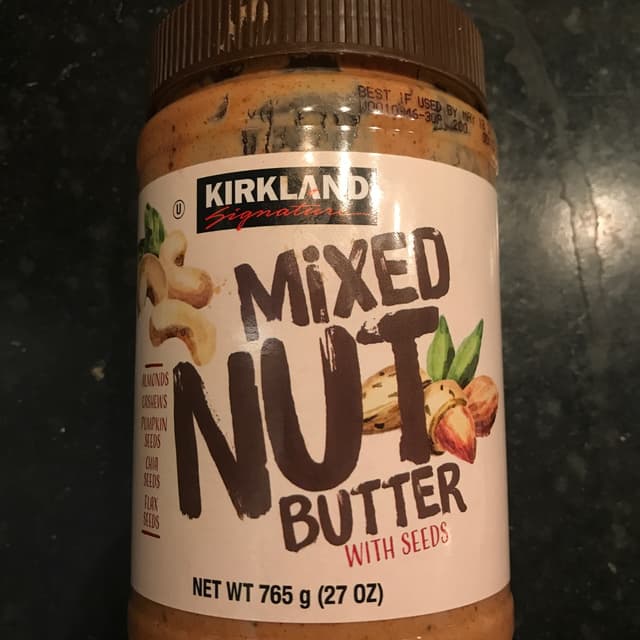 BEST IF USED BY MAY
KIRKLAND
Signature
U
MiXED
NUT
BUTTER
WITH SEEDS
ALMONDS
CASHEWS
PUMPKIN
SEEDS
CHIA
SEEDS
FLAX
SEEDS
NET WT 765 g (27 OZ)